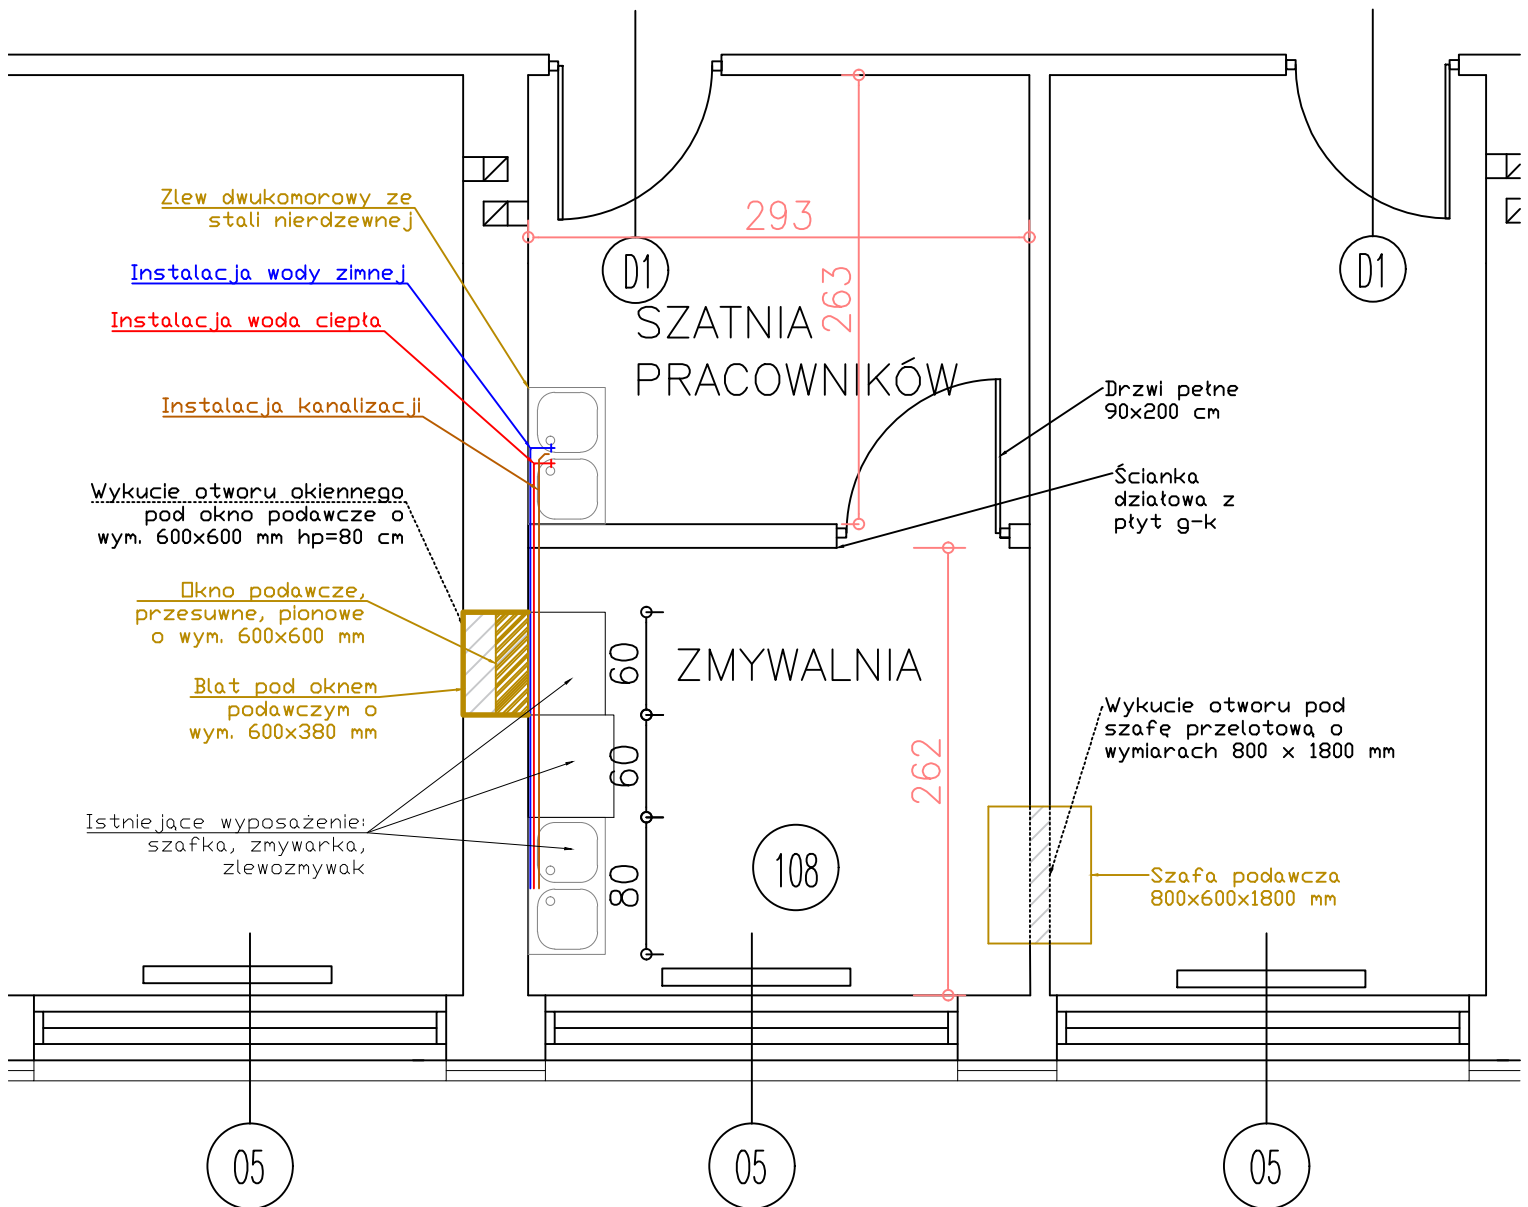 293
D1
D1
Zlew dwukomorowy ze
stali nierdzewnej
Instalacja wody zimnej
Instalacja woda ciepła
Instalacja kanalizacji
263
SZATNIA
PRACOWNIKÓW
Drzwi pełne
90x200 cm
Ścianka
działowa z
płyt g-k
Wykucie otworu okiennego
pod okno podawcze o
wym. 600x600 mm hp=80 cm
Okno podawcze,
przesuwne, pionowe
o wym. 600x600 mm
Blat pod oknem
podawczym o
wym. 600x380 mm
Istniejące wyposażenie:
szafka, zmywarka,
zlewozmywak
60
60
80
ZMYWALNIA
262
108
Wykucie otworu pod
szafę przelotową o
wymiarach 800 x 1800 mm
Szafa podawcza
800x600x1800 mm
05
05
05